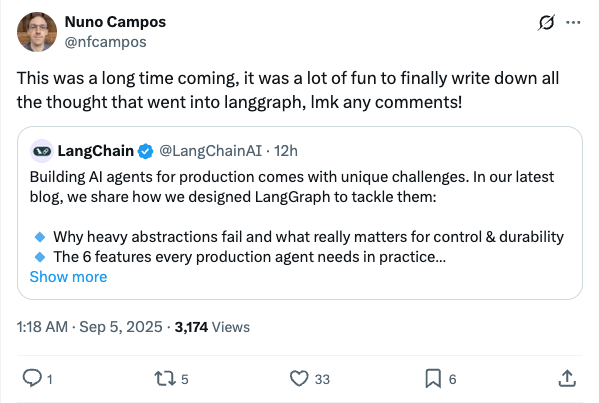 Nuno Campos
@nfcampos
This was a long time coming, it was a lot of fun to finally write down all
the thought that went into langgraph, lmk any comments!
LangChain @LangChainAI · 12h
Building AI agents for production comes with unique challenges. In our latest
blog, we share how we designed LangGraph to tackle them:
🔹 Why heavy abstractions fail and what really matters for control & durability
🔹 The 6 features every production agent needs in practice...
Show more
1:18 AM · Sep 5, 2025 · 3,174 Views
1 5 33 6